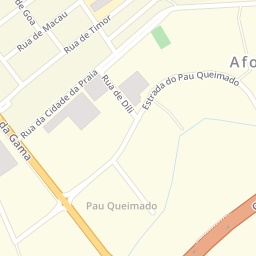 de Goa
Rua de Macau
Rua de Timor
Rua da Cidade da Praia
Rua de Dili
Estrada do Pau Queimado
Afo
da Gama
Pau Queimado